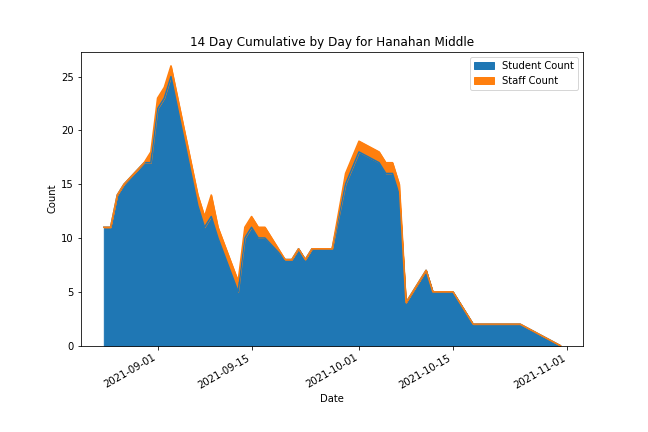 14 Day Cumulative by Day for Hanahan Middle
Student Count
Staff Count
25
20
15
10
5
0
Count
2021-09-01
2021-09-15
2021-10-01
2021-10-15
2021-11-01
Date